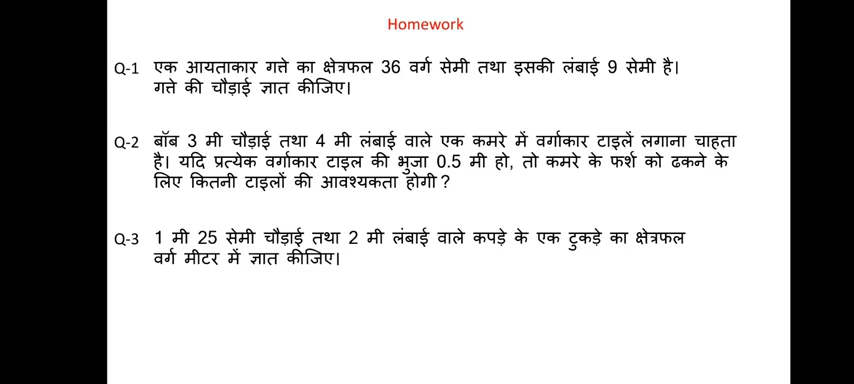 Homework
Q-1 एक आयताकार गत्ते का क्षेत्रफल 36 वर्ग सेमी तथा इसकी लंबाई 9 सेमी है।
गत्ते की चौड़ाई ज्ञात कीजिए।
Q-2 बॉब 3 मी चौड़ाई तथा 4 मी लंबाई वाले एक कमरे में वर्गाकार टाइलें लगाना चाहता
है। यदि प्रत्येक वर्गाकार टाइल की भुजा 0.5 मी हो, तो कमरे के फर्श को ढकने के
लिए कितनी टाइलों की आवश्यकता होगी ?
Q-3 1 मी 25 सेमी चौड़ाई तथा 2 मी लंबाई वाले कपड़े के एक टुकड़े का क्षेत्रफल
वर्ग मीटर में ज्ञात कीजिए।